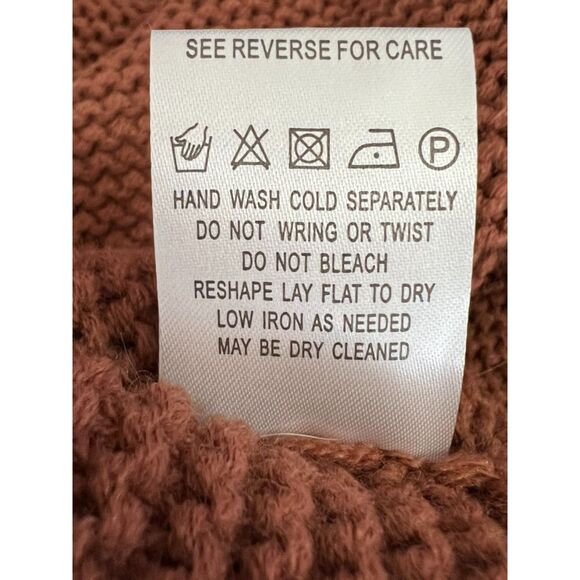 SEE REVERSE FOR CARE
P
HAND WASH COLD SEPARATELY
DO NOT WRING OR TWIST
DO NOT BLEACH
RESHAPE LAY FLAT TO DRY
LOW IRON AS NEEDED
MAY BE DRY CLEANED